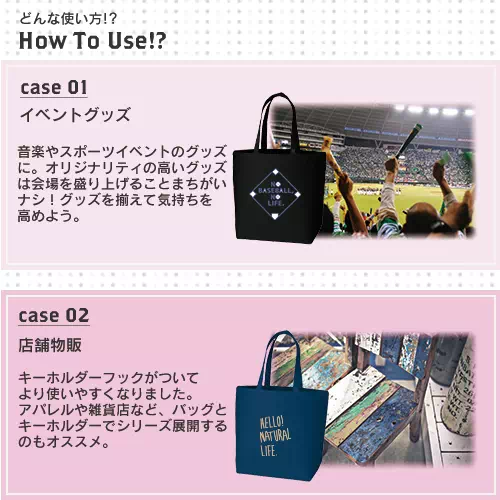 どんな使い方!?
How To Use!?
case 01
イベントグッズ
音楽やスポーツイベントのグッズ
に。オリジナリティの高いグッズ
は会場を盛り上げることまちがい
ナシ！グッズを揃えて気持ちを
高めよう。
NO
BASEBALL,
NO
LIFE.
case 02
店舗物販
キーホルダーフックがついて
より使いやすくなりました。
アパレルや雑貨店など、バッグと
キーホルダーでシリーズ展開する
のもオススメ。
HELLO!
NATURAL
LIFE.